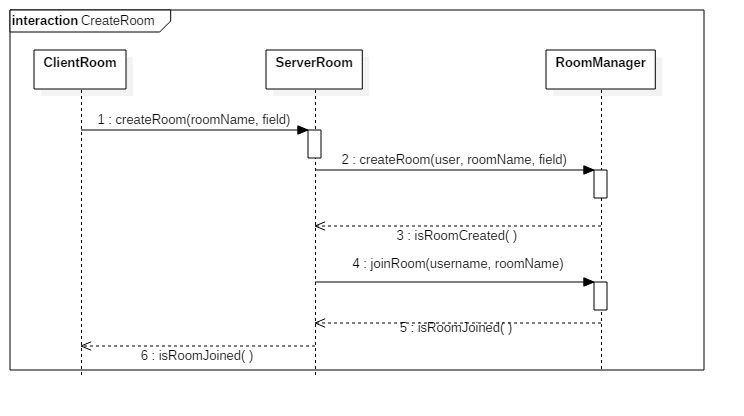 interaction CreateRoom
ClientRoom
ServerRoom
RoomManager
1 : createRoom(roomName, field)
2 : createRoom(user, roomName, field)
3 : isRoomCreated( )
4 : joinRoom(username, roomName)
5 : isRoomJoined( )
6 : isRoomJoined( )